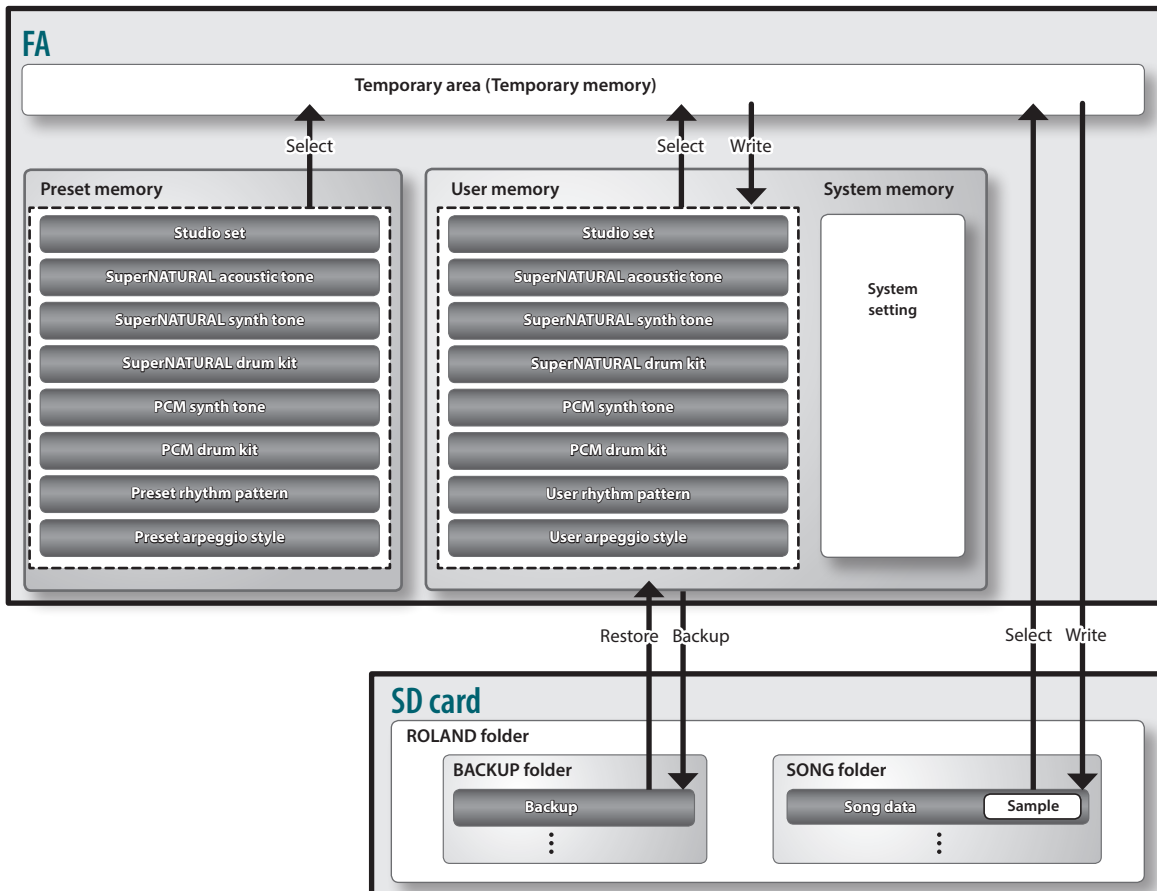 FA
Temporary area (Temporary memory)
Select
Select
Write
Preset memory
Studio set
SuperNATURAL acoustic tone
SuperNATURAL synth tone
SuperNATURAL drum kit
PCM synth tone
PCM drum kit
Preset rhythm pattern
Preset arpeggio style
User memory
Studio set
SuperNATURAL acoustic tone
SuperNATURAL synth tone
SuperNATURAL drum kit
PCM synth tone
PCM drum kit
User rhythm pattern
User arpeggio style
System memory
System
setting
Restore
Backup
Select
Write
SD card
ROLAND folder
BACKUP folder
Backup
SONG folder
Song data
Sample